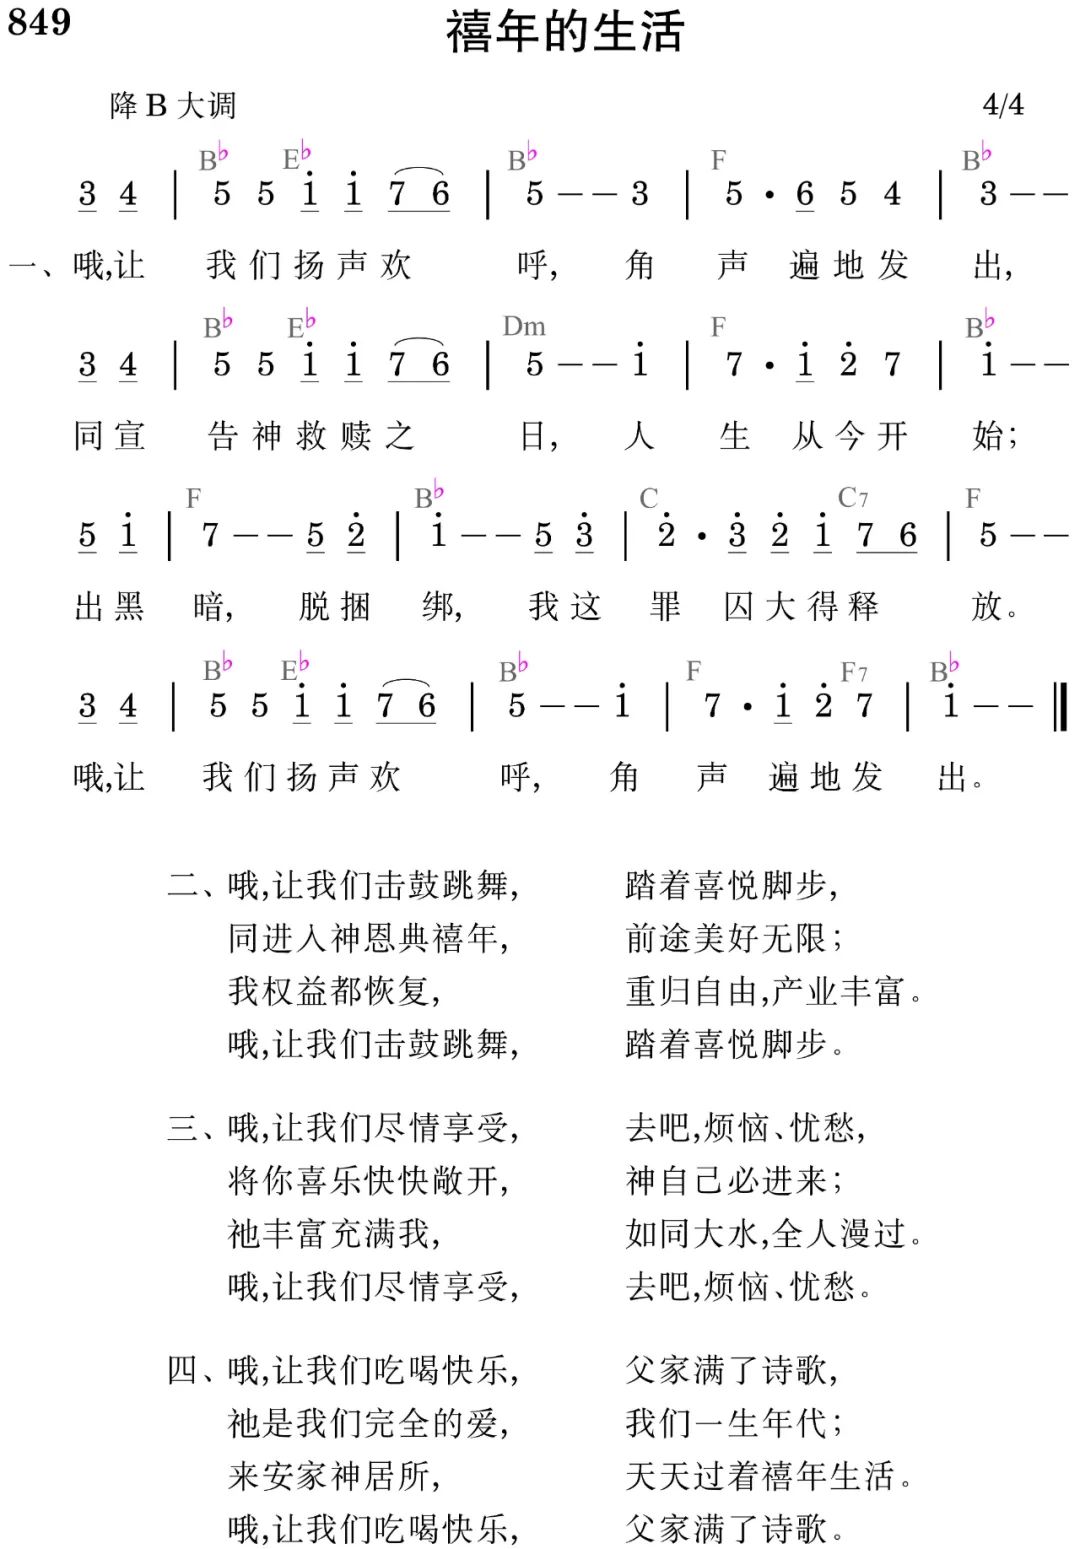 849
禧年的生活
降 B 大调 4/4
B♭ E♭ B♭ F B♭
3 4 | 5 5 i i 7 6 | 5 – – 3 | 5 · 6 5 4 | 3 – –
一、哦,让 我们扬声欢 呼, 角 声 遍地发 出,
B♭ E♭ Dm F B♭
3 4 | 5 5 i i 7 6 | 5 – – i | 7 · i 2̇ 7 | i – –
同宣 告神救赎之 日, 人 生 从今开 始;
F B♭ C C7 F
5 i | 7 – – 5 2̇ | i – – 5 3̇ | 2̇ · 3̇ 2̇ i 7 6 | 5 – –
出黑 暗, 脱捆 绑, 我这 罪 囚大得释 放。
B♭ E♭ B♭ F F7 B♭
3 4 | 5 5 i i 7 6 | 5 – – i | 7 · i 2̇ 7 | i – – ‖
哦,让 我们扬声欢 呼, 角 声 遍地发 出。
二、哦,让我们击鼓跳舞, 踏着喜悦脚步,
同进入神恩典禧年, 前途美好无限;
我权益都恢复, 重归自由,产业丰富。
哦,让我们击鼓跳舞, 踏着喜悦脚步。
三、哦,让我们尽情享受, 去吧,烦恼、忧愁,
将你喜乐快快敞开, 神自己必进来;
祂丰富充满我, 如同大水,全人漫过。
哦,让我们尽情享受, 去吧,烦恼、忧愁。
四、哦,让我们吃喝快乐, 父家满了诗歌,
祂是我们完全的爱, 我们一生年代;
来安家神居所, 天天过着禧年生活。
哦,让我们吃喝快乐, 父家满了诗歌。